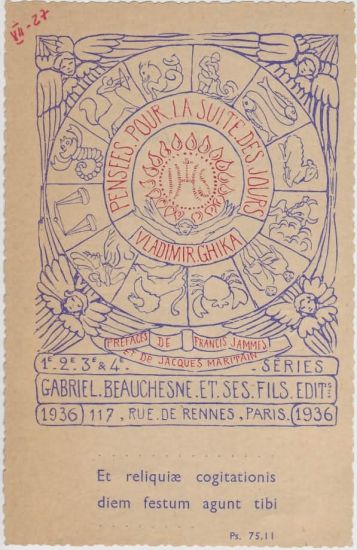 VII-27
PENSÉES POUR LA SUITE DES JOURS
IHS
VLADIMIR GHIKA
PRÉFACES DE FRANCIS JAMMES
ET DE JACQUES MARITAIN
1E 2E 3E & 4E SÉRIES
GABRIEL.BEAUCHESNE.ET.SES.FILS.EDITRS
1936 117, RUE.DE RENNES, PARIS. 1936
. . . . . . . . . . . . . .
Et reliquiæ cogitationis
diem festum agunt tibi
. . . . . . . . . .
Ps. 75,11